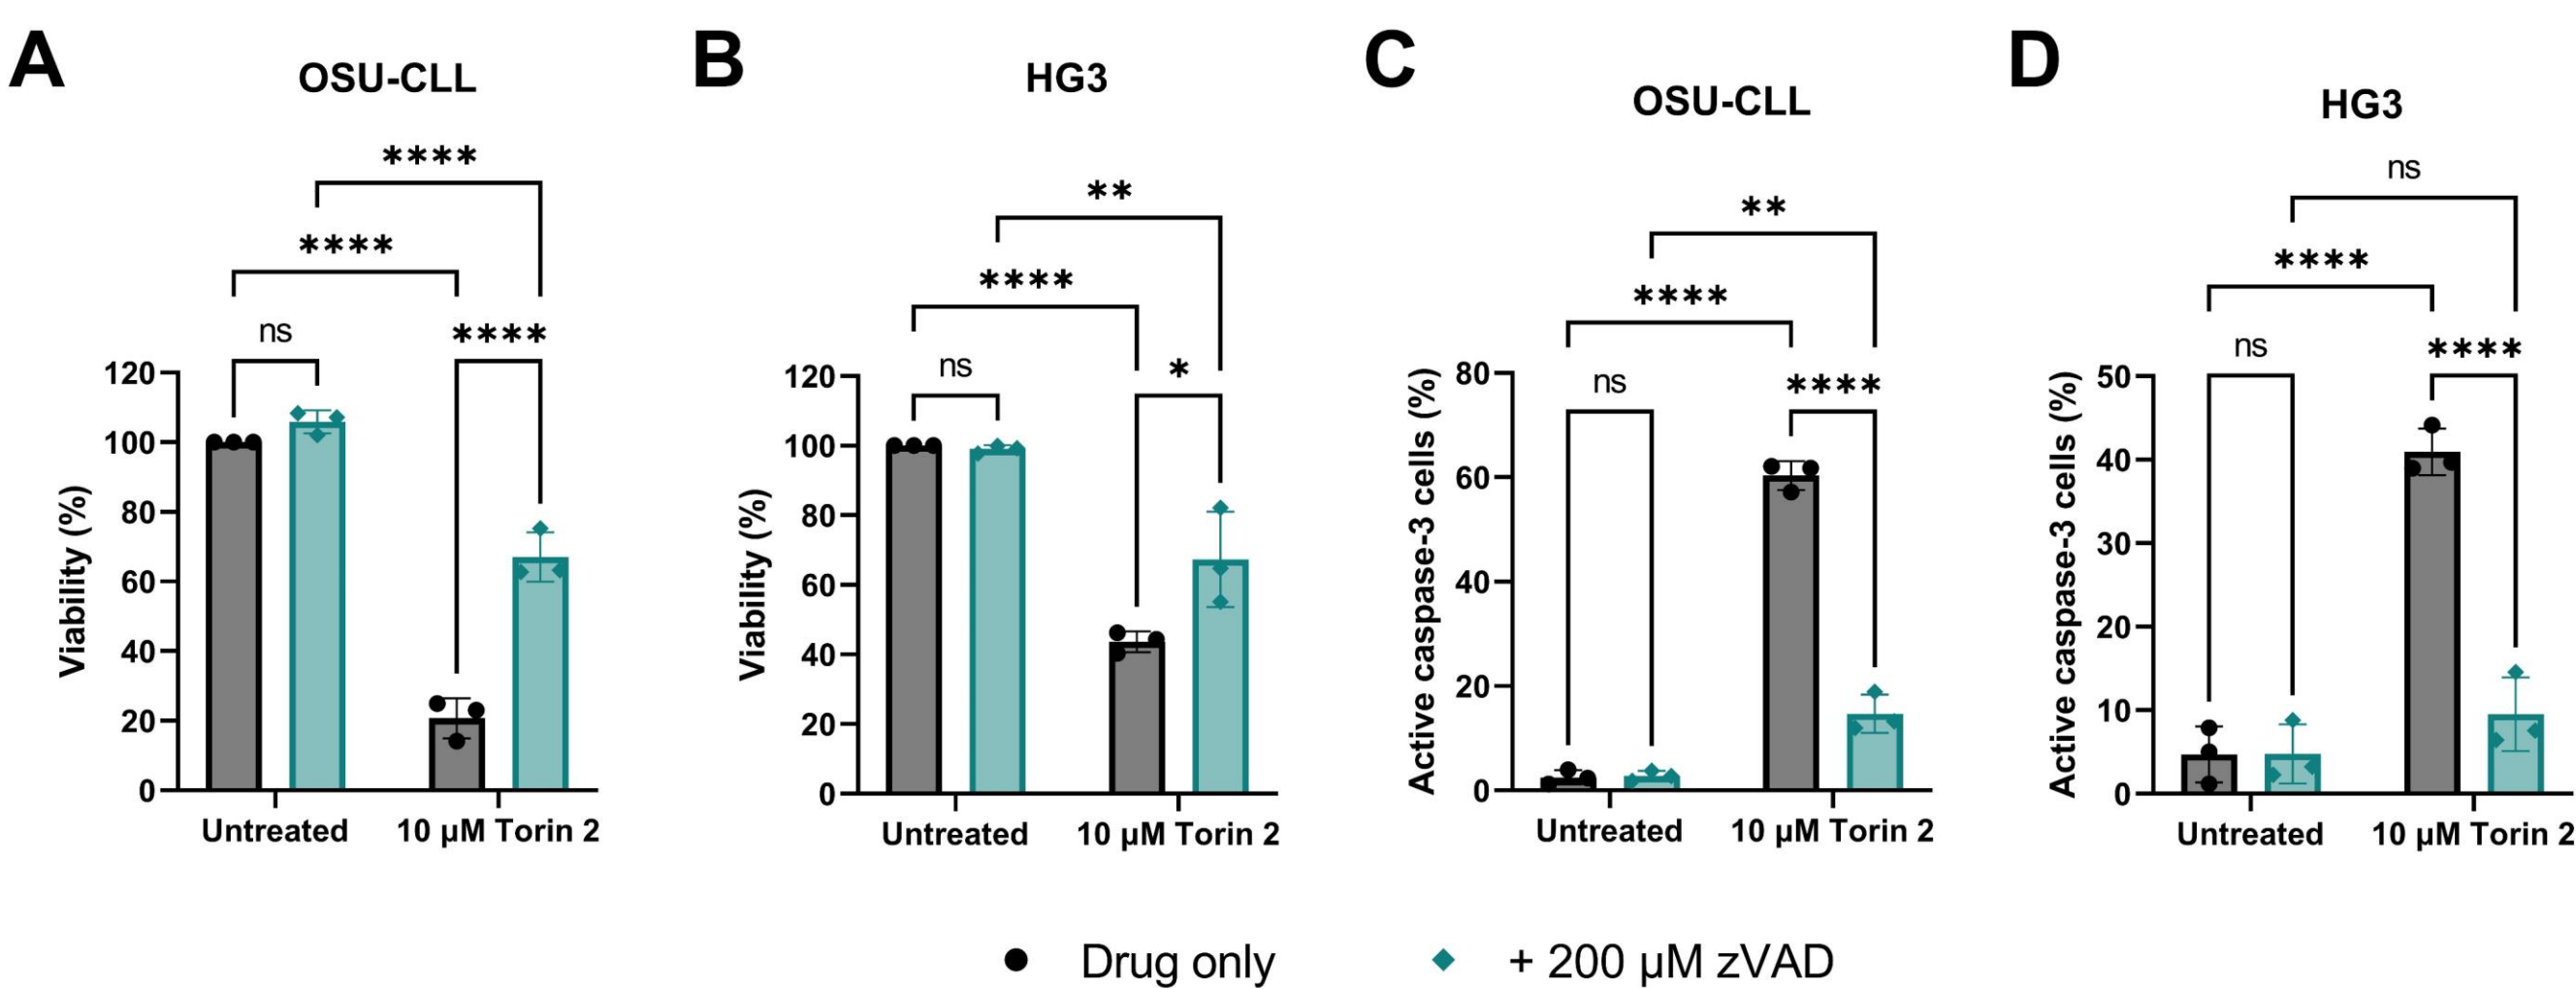 A
OSU-CLL
****
****
ns
****
Viability (%)
120
100
80
60
40
20
0
Untreated
10 µM Torin 2
B
HG3
**
****
ns
*
Viability (%)
120
100
80
60
40
20
0
Untreated
10 µM Torin 2
C
OSU-CLL
**
****
ns
****
Active caspase-3 cells (%)
80
60
40
20
0
Untreated
10 µM Torin 2
D
HG3
ns
****
ns
****
Active caspase-3 cells (%)
50
40
30
20
10
0
Untreated
10 µM Torin 2
Drug only
+ 200 µM zVAD